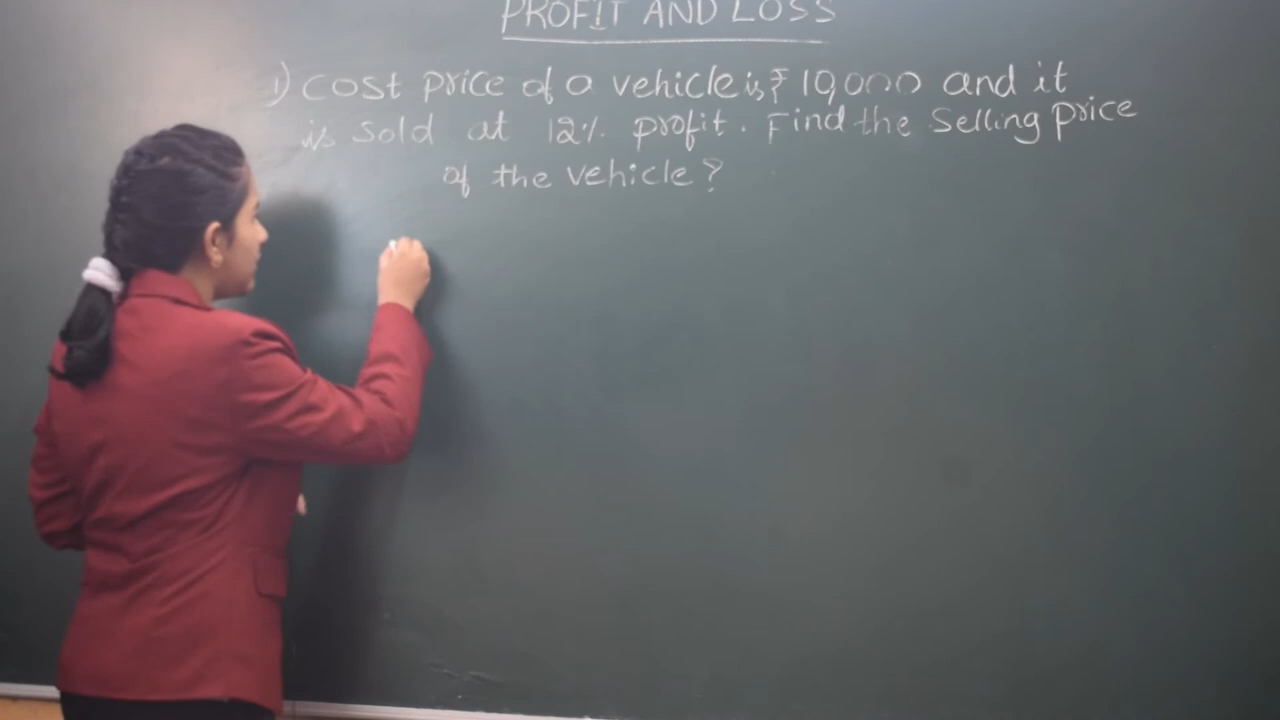 PROFIT AND LOSS
1) Cost price of a vehicle is ₹ 10,000 and it
is sold at 12% profit. Find the Selling price
of the vehicle?